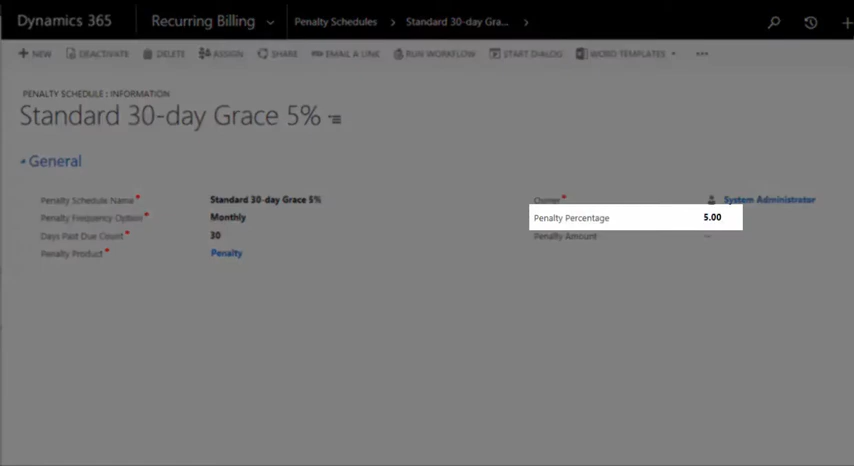 Dynamics 365 Recurring Billing Penalty Schedules > Standard 30-day Gra... >
NEW DEACTIVATE DELETE ASSIGN SHARE EMAIL A LINK RUN WORKFLOW START DIALOG WORD TEMPLATES ...
PENALTY SCHEDULE : INFORMATION
Standard 30-day Grace 5%
General
Penalty Schedule Name* Standard 30-day Grace 5% Owner* System Administrator
Penalty Frequency Option* Monthly Penalty Percentage 5.00
Days Past Due Count* 30 Penalty Amount --
Penalty Product* Penalty